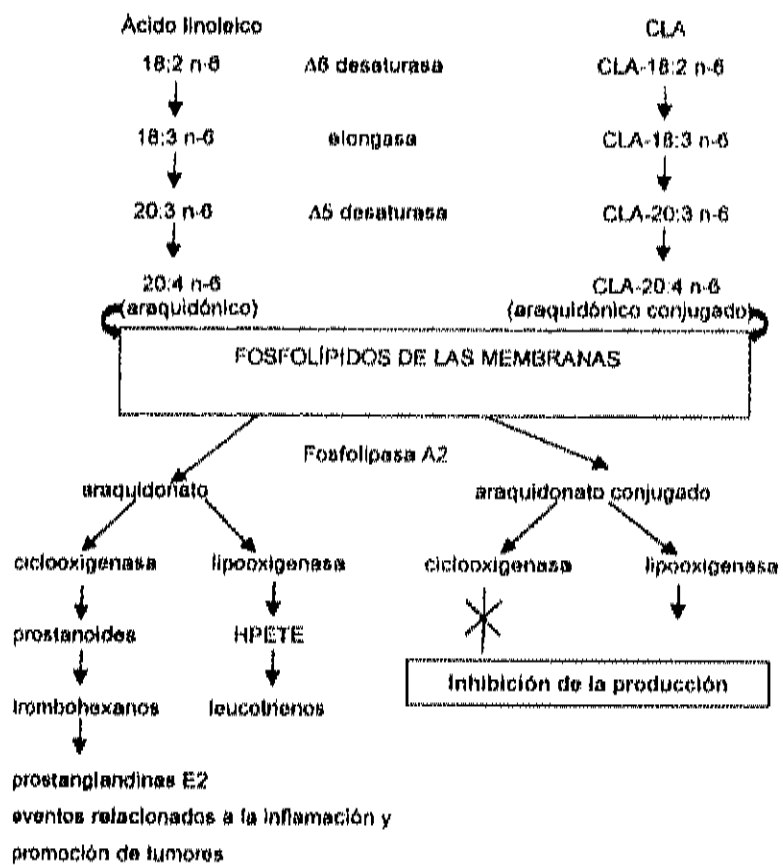 Ácido linoleico CLA
18:2 n-6 Δ6 desaturasa CLA-18:2 n-6
18:3 n-6 elongasa CLA-18:3 n-6
20:3 n-6 Δ5 desaturasa CLA-20:3 n-6
20:4 n-6 CLA-20:4 n-6
(araquidónico) (araquidónico conjugado)
FOSFOLÍPIDOS DE LAS MEMBRANAS
Fosfolipasa A2
araquidonato araquidonato conjugado
ciclooxigenasa lipooxigenasa ciclooxigenasa lipooxigenasa
prostanoides HPETE
Inhibición de la producción
trombohexanos leucotrienos
prostanglandinas E2
eventos relacionados a la inflamación y
promoción de tumores